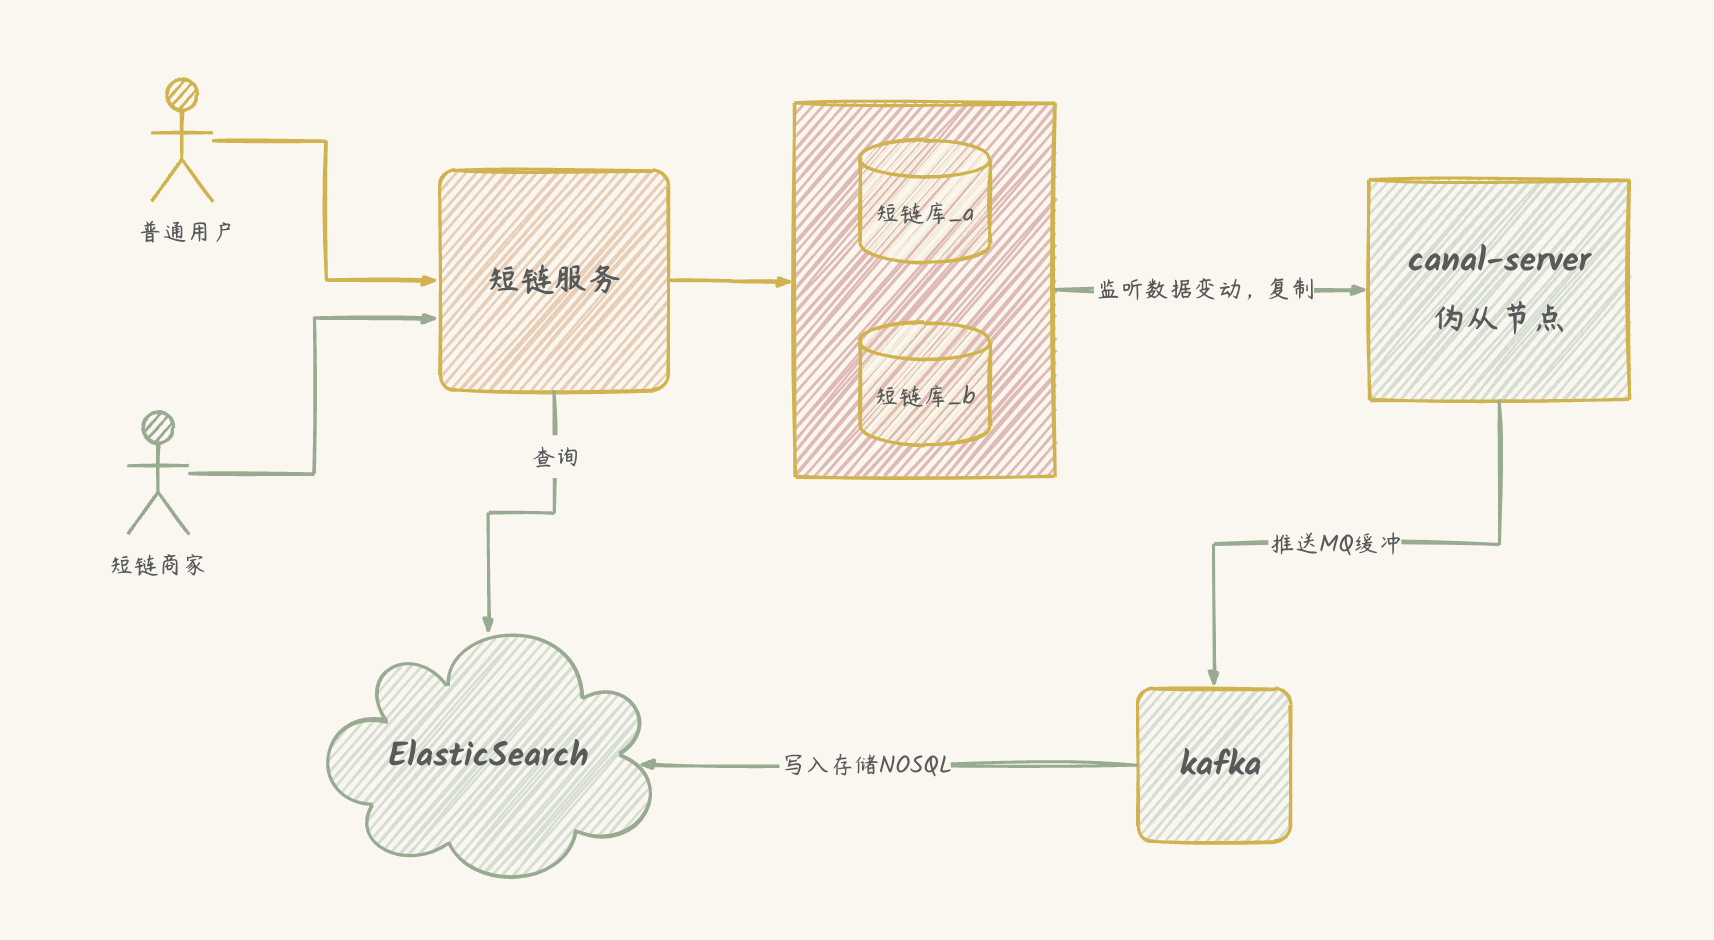 普通用户
短链服务
短链库_a
短链库_b
监听数据变动，复制
canal-server
伪从节点
短链商家
查询
推送MQ缓冲
ElasticSearch
写入存储NOSQL
kafka